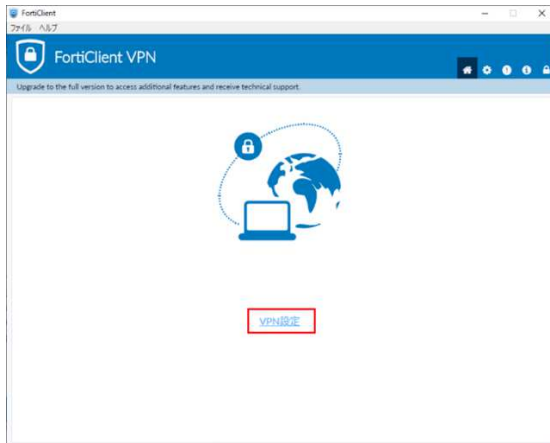 FortiClient
ファイル ヘルプ
FortiClient VPN
Upgrade to the full version to access additional features and receive technical support.
VPN設定